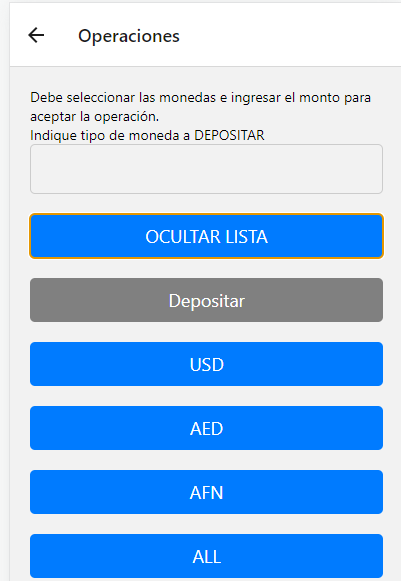 Operaciones
Debe seleccionar las monedas e ingresar el monto para
aceptar la operación.
Indique tipo de moneda a DEPOSITAR
OCULTAR LISTA
Depositar
USD
AED
AFN
ALL